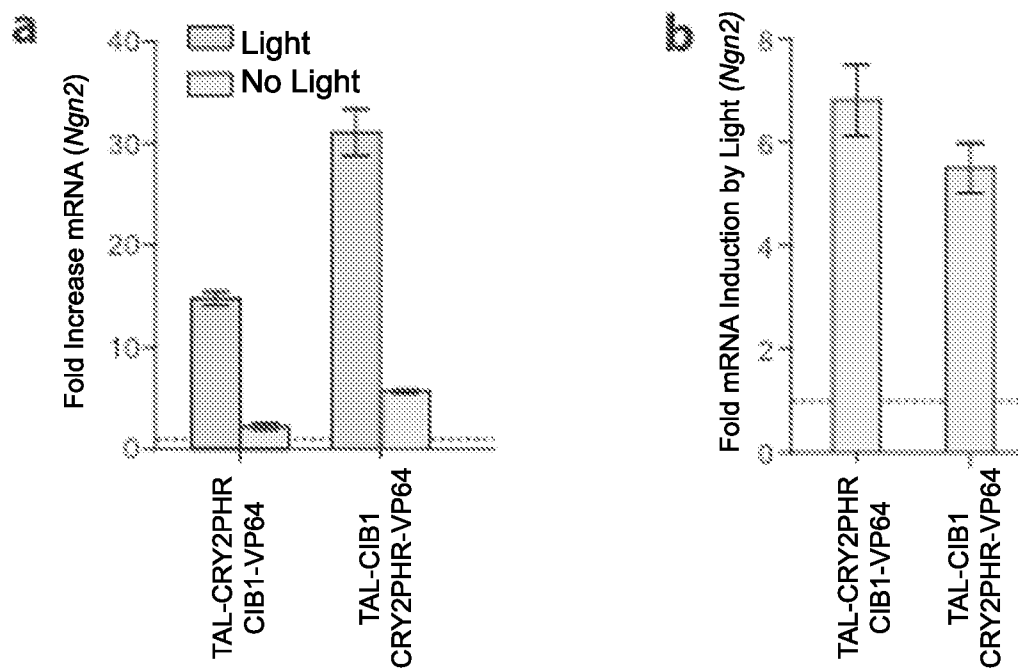 a
Fold Increase mRNA (Ngn2)
40
30
20
10
0
Light
No Light
TAL-CRY2PHR
CIB1-VP64
TAL-CIB1
CRY2PHR-VP64
b
Fold mRNA Induction by Light (Ngn2)
8
6
4
2
0
TAL-CRY2PHR
CIB1-VP64
TAL-CIB1
CRY2PHR-VP64